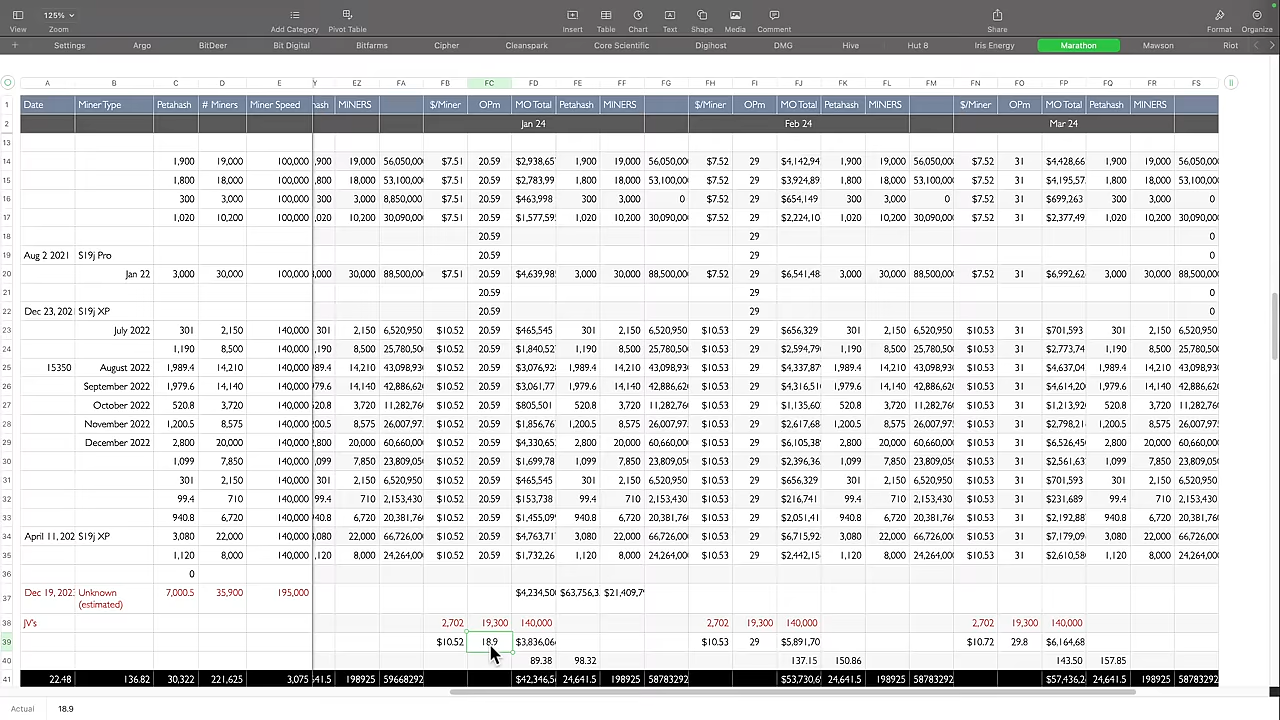 125%
View Zoom Add Category Pivot Table Insert Table Chart Text Shape Media Comment Share Format Organize
Settings Argo BitDeer Bit Digital Bitfarms Cipher Cleanspark Core Scientific Digihost DMG Hive Hut 8 Iris Energy Marathon Mawson Riot
A B C D E EZ FA FB FC FD FE FF FG FH FI FJ FK FL FM FN FO FP FQ FR FS
1 Date Miner Type Petahash # Miners Miner Speed MINERS $/Miner OPm MO Total Petahash MINERS $/Miner OPm MO Total Petahash MINERS $/Miner OPm MO Total Petahash MINERS
2 Jan 24 Feb 24 Mar 24
13
14 1,900 19,000 100,000 ,900 19,000 56,050,00 $7.51 20.59 $2,938,65 1,900 19,000 56,050,000 $7.52 29 $4,142,94 1,900 19,000 56,050,000 $7.52 31 $4,428,66 1,900 19,000 56,050,00
15 1,800 18,000 100,000 ,800 18,000 53,100,00 $7.51 20.59 $2,783,99 1,800 18,000 53,100,000 $7.52 29 $3,924,89 1,800 18,000 53,100,000 $7.52 31 $4,195,57 1,800 18,000 53,100,00
16 300 3,000 100,000 300 3,000 8,850,000 $7.51 20.59 $463,998 300 3,000 0 $7.52 29 $654,149 300 3,000 0 $7.52 31 $699,263 300 3,000 0
17 1,020 10,200 100,000 ,020 10,200 30,090,00 $7.51 20.59 $1,577,59 1,020 10,200 30,090,000 $7.52 29 $2,224,10 1,020 10,200 30,090,000 $7.52 31 $2,377,49 1,020 10,200 30,090,00
18 20.59 29 0
19 Aug 2 2021 S19j Pro 20.59 29 0
20 Jan 22 3,000 30,000 100,000 ,000 30,000 88,500,00 $7.51 20.59 $4,639,98 3,000 30,000 88,500,000 $7.52 29 $6,541,48 3,000 30,000 88,500,000 $7.52 31 $6,992,62 3,000 30,000 88,500,00
21 20.59 29 0
22 Dec 23, 202 S19j XP 20.59 29 0
23 July 2022 301 2,150 140,000 301 2,150 6,520,950 $10.52 20.59 $465,545 301 2,150 6,520,950 $10.53 29 $656,329 301 2,150 6,520,950 $10.53 31 $701,593 301 2,150 6,520,950
24 1,190 8,500 140,000 ,190 8,500 25,780,50 $10.52 20.59 $1,840,52 1,190 8,500 25,780,500 $10.53 29 $2,594,79 1,190 8,500 25,780,500 $10.53 31 $2,773,74 1,190 8,500 25,780,50
25 15350 August 2022 1,989.4 14,210 140,000 989.4 14,210 43,098,93 $10.52 20.59 $3,076,92 1,989.4 14,210 43,098,93 $10.53 29 $4,337,87 1,989.4 14,210 43,098,93 $10.53 31 $4,637,04 1,989.4 14,210 43,098,93
26 September 2022 1,979.6 14,140 140,000 979.6 14,140 42,886,62 $10.52 20.59 $3,061,77 1,979.6 14,140 42,886,62 $10.53 29 $4,316,51 1,979.6 14,140 42,886,62 $10.53 31 $4,614,20 1,979.6 14,140 42,886,62
27 October 2022 520.8 3,720 140,000 520.8 3,720 11,282,76 $10.52 20.59 $805,501 520.8 3,720 11,282,76 $10.53 29 $1,135,60 520.8 3,720 11,282,76 $10.53 31 $1,213,92 520.8 3,720 11,282,76
28 November 2022 1,200.5 8,575 140,000 200.5 8,575 26,007,97 $10.52 20.59 $1,856,76 1,200.5 8,575 26,007,97 $10.53 29 $2,617,68 1,200.5 8,575 26,007,97 $10.53 31 $2,798,21 1,200.5 8,575 26,007,97
29 December 2022 2,800 20,000 140,000 ,800 20,000 60,660,00 $10.52 20.59 $4,330,65 2,800 20,000 60,660,000 $10.53 29 $6,105,38 2,800 20,000 60,660,000 $10.53 31 $6,526,45 2,800 20,000 60,660,00
30 1,099 7,850 140,000 ,099 7,850 23,809,05 $10.52 20.59 $1,699,78 1,099 7,850 23,809,05 $10.53 29 $2,396,36 1,099 7,850 23,809,05 $10.53 31 $2,561,63 1,099 7,850 23,809,05
31 301 2,150 140,000 301 2,150 6,520,950 $10.52 20.59 $465,545 301 2,150 6,520,950 $10.53 29 $656,329 301 2,150 6,520,950 $10.53 31 $701,593 301 2,150 6,520,950
32 99.4 710 140,000 99.4 710 2,153,430 $10.52 20.59 $153,738 99.4 710 2,153,430 $10.53 29 $216,741 99.4 710 2,153,430 $10.53 31 $231,689 99.4 710 2,153,430
33 940.8 6,720 140,000 940.8 6,720 20,381,76 $10.52 20.59 $1,455,09 940.8 6,720 20,381,76 $10.53 29 $2,051,41 940.8 6,720 20,381,76 $10.53 31 $2,192,88 940.8 6,720 20,381,76
34 April 11, 202 S19j XP 3,080 22,000 140,000 ,080 22,000 66,726,00 $10.52 20.59 $4,763,71 3,080 22,000 66,726,000 $10.53 29 $6,715,92 3,080 22,000 66,726,000 $10.53 31 $7,179,09 3,080 22,000 66,726,00
35 1,120 8,000 140,000 ,120 8,000 24,264,00 $10.52 20.59 $1,732,26 1,120 8,000 24,264,000 $10.53 29 $2,442,15 1,120 8,000 24,264,000 $10.53 31 $2,610,58 1,120 8,000 24,264,00
36 0
37 Dec 19, 202 Unknown (estimated) 7,000.5 35,900 195,000 $4,234,50 $63,756,3 $21,409,7
38 JV's 2,702 19,300 140,000 2,702 19,300 140,000 2,702 19,300 140,000
39 $10.52 18.9 $3,836,06 $10.53 29 $5,891,70 $10.72 29.8 $6,164,68
40 89.38 98.32 137.15 150.86 143.50 157.85
41 22.48 136.82 30,322 221,625 3,075 198925 59668292 $42,346,5 24,641.5 198925 58783292 $53,730,6 24,641.5 198925 58783292 $57,436,2 24,641.5 198925 5878329
Actual 18.9